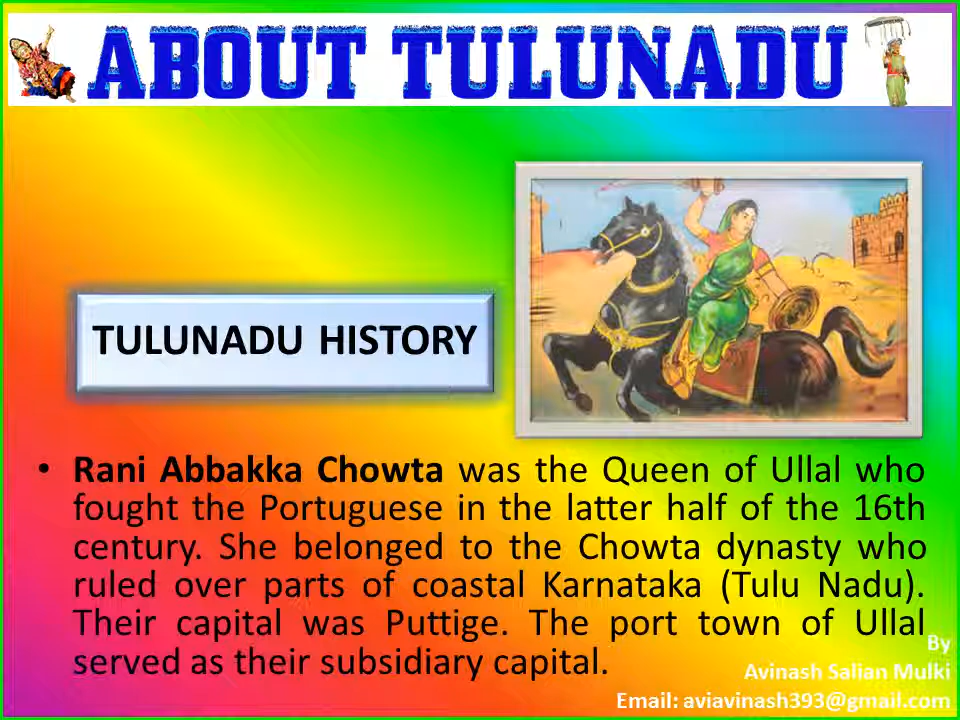 ABOUT TULUNADU
TULUNADU HISTORY
• Rani Abbakka Chowta was the Queen of Ullal who
fought the Portuguese in the latter half of the 16th
century. She belonged to the Chowta dynasty who
ruled over parts of coastal Karnataka (Tulu Nadu).
Their capital was Puttige. The port town of Ullal
served as their subsidiary capital.
By
Avinash Salian Mulki
Email: aviavinash393@gmail.com